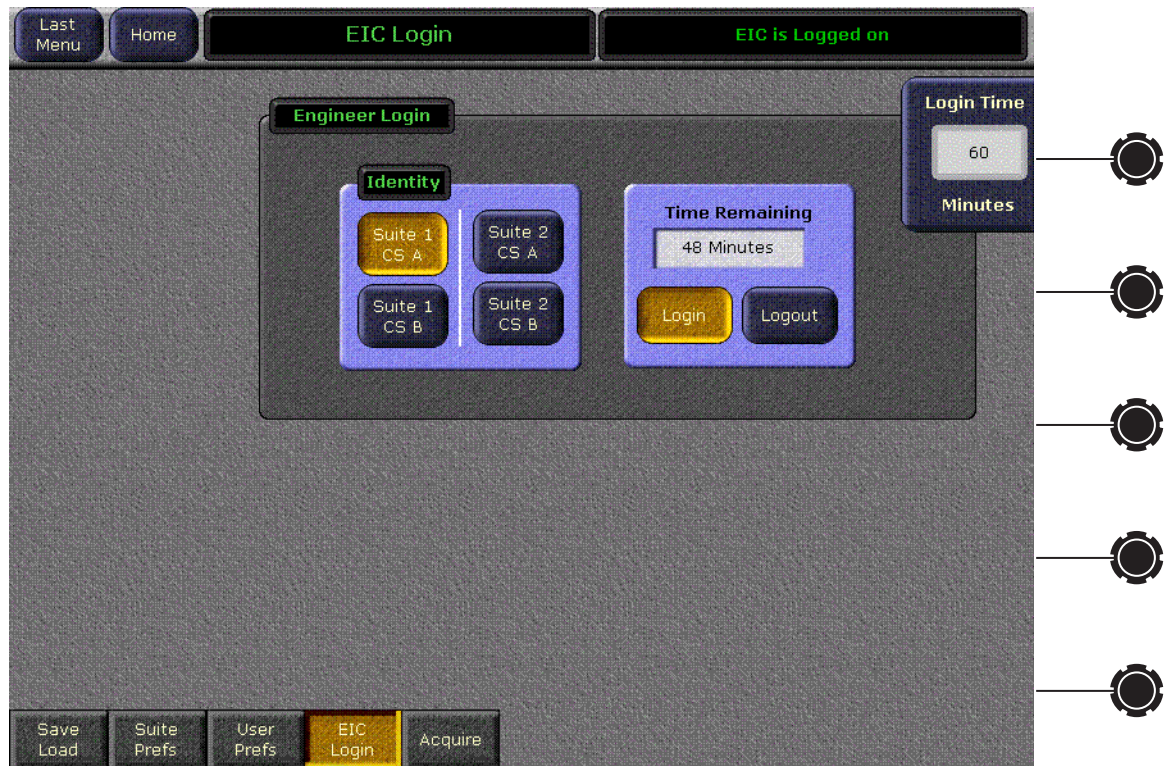 Last
Menu
Home
EIC Login
EIC is Logged on
Engineer Login
Login Time
60
Minutes
Identity
Suite 1
CS A
Suite 2
CS A
Suite 1
CS B
Suite 2
CS B
Time Remaining
48 Minutes
Login
Logout
Save
Load
Suite
Prefs
User
Prefs
EIC
Login
Acquire